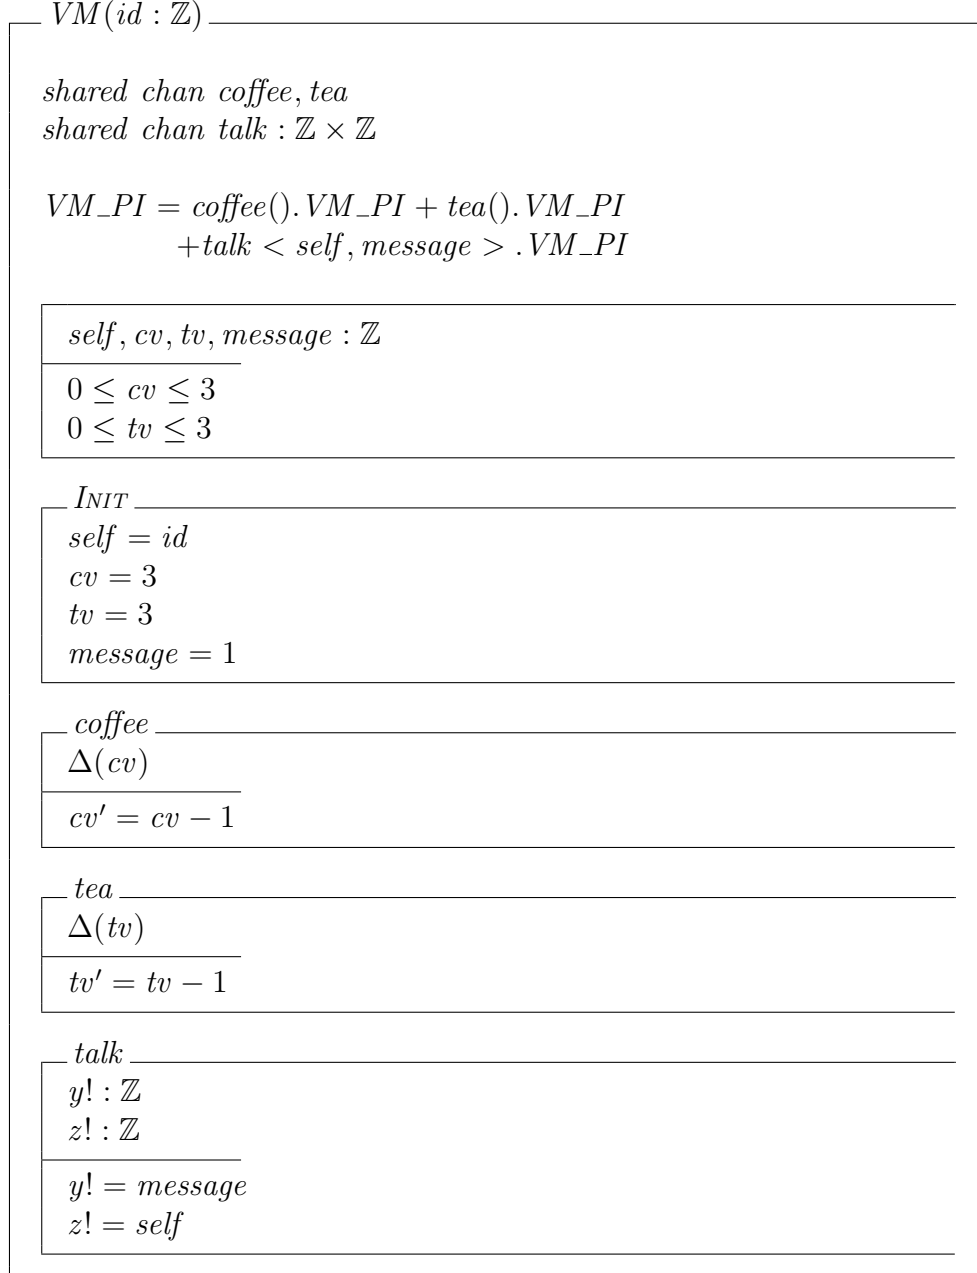 VM(id : ℤ)
shared chan coffee, tea
shared chan talk : ℤ × ℤ
VM_PI = coffee().VM_PI + tea().VM_PI
+talk < self, message > .VM_PI
self, cv, tv, message : ℤ
0 ≤ cv ≤ 3
0 ≤ tv ≤ 3
INIT
self = id
cv = 3
tv = 3
message = 1
coffee
Δ(cv)
cv′ = cv − 1
tea
Δ(tv)
tv′ = tv − 1
talk
y! : ℤ
z! : ℤ
y! = message
z! = self